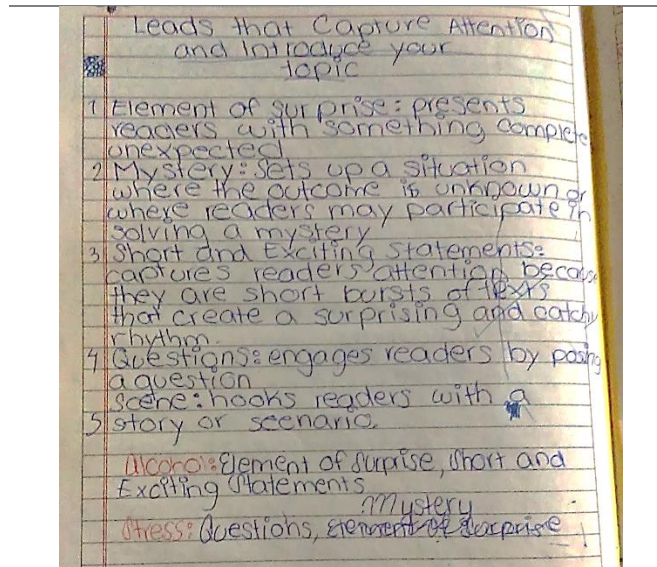 Leads that Capture Attention
and Introduce your
topic
1 Element of surprise: presents
readers with something complete
unexpected
2 Mystery: sets up a situation
where the outcome is unknown or
where readers may participate in
solving a mystery
3 Short and Exciting Statements:
captures readers attention because
they are short bursts of texts
that create a surprising and catchy
rhythm.
4 Questions: engages readers by posing
a question
Scene: hooks readers with a
5 story or scenario.
Alcohol: Element of Surprise, Short and
Exciting Statements
Mystery
Stress: Questions, Element of Surprise